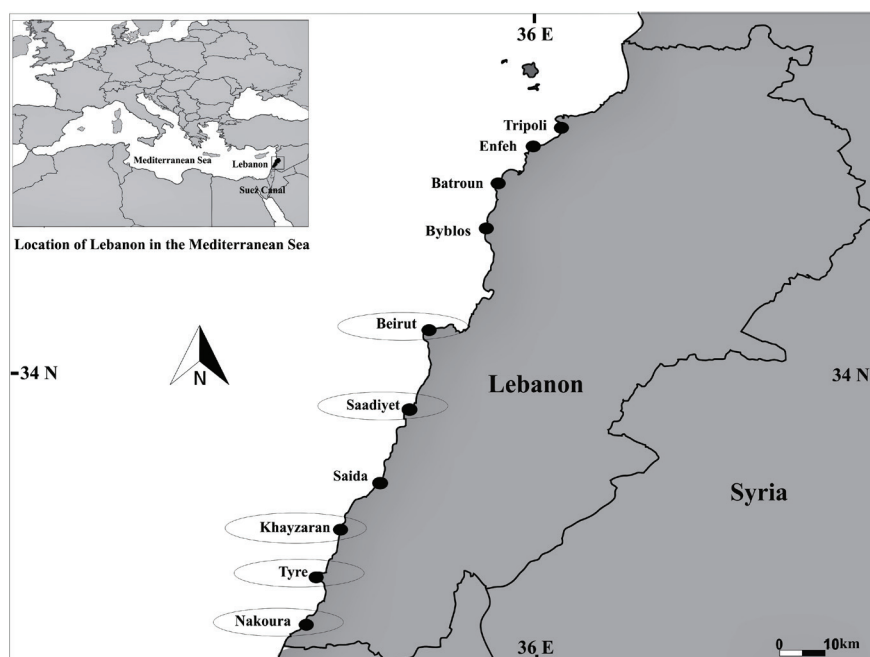 36 E
Tripoli
Enfeh
Mediterranean Sea
Lebanon
Suez Canal
Batroun
Location of Lebanon in the Mediterranean Sea
Byblos
Beirut
N
34 N
34 N
Lebanon
Saadiyet
Saida
Syria
Khayzaran
Tyre
Nakoura
36 E
0 10km